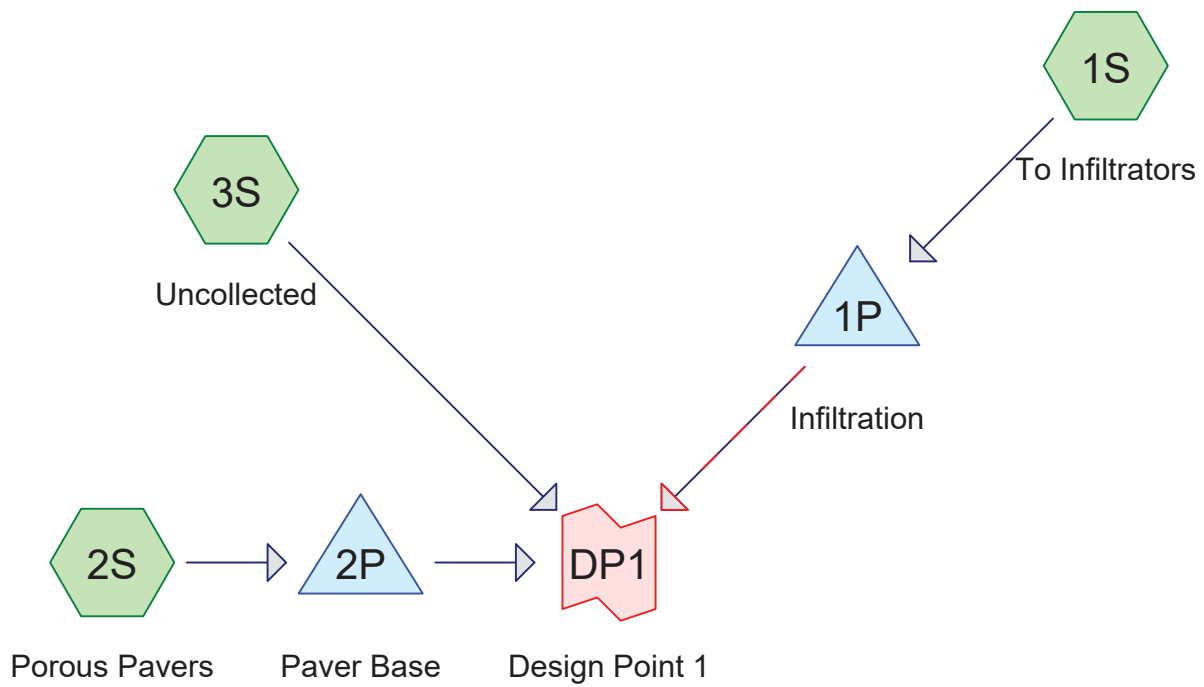 1S
To Infiltrators
3S
Uncollected
1P
Infiltration
2S
2P
DP1
Porous Pavers
Paver Base
Design Point 1